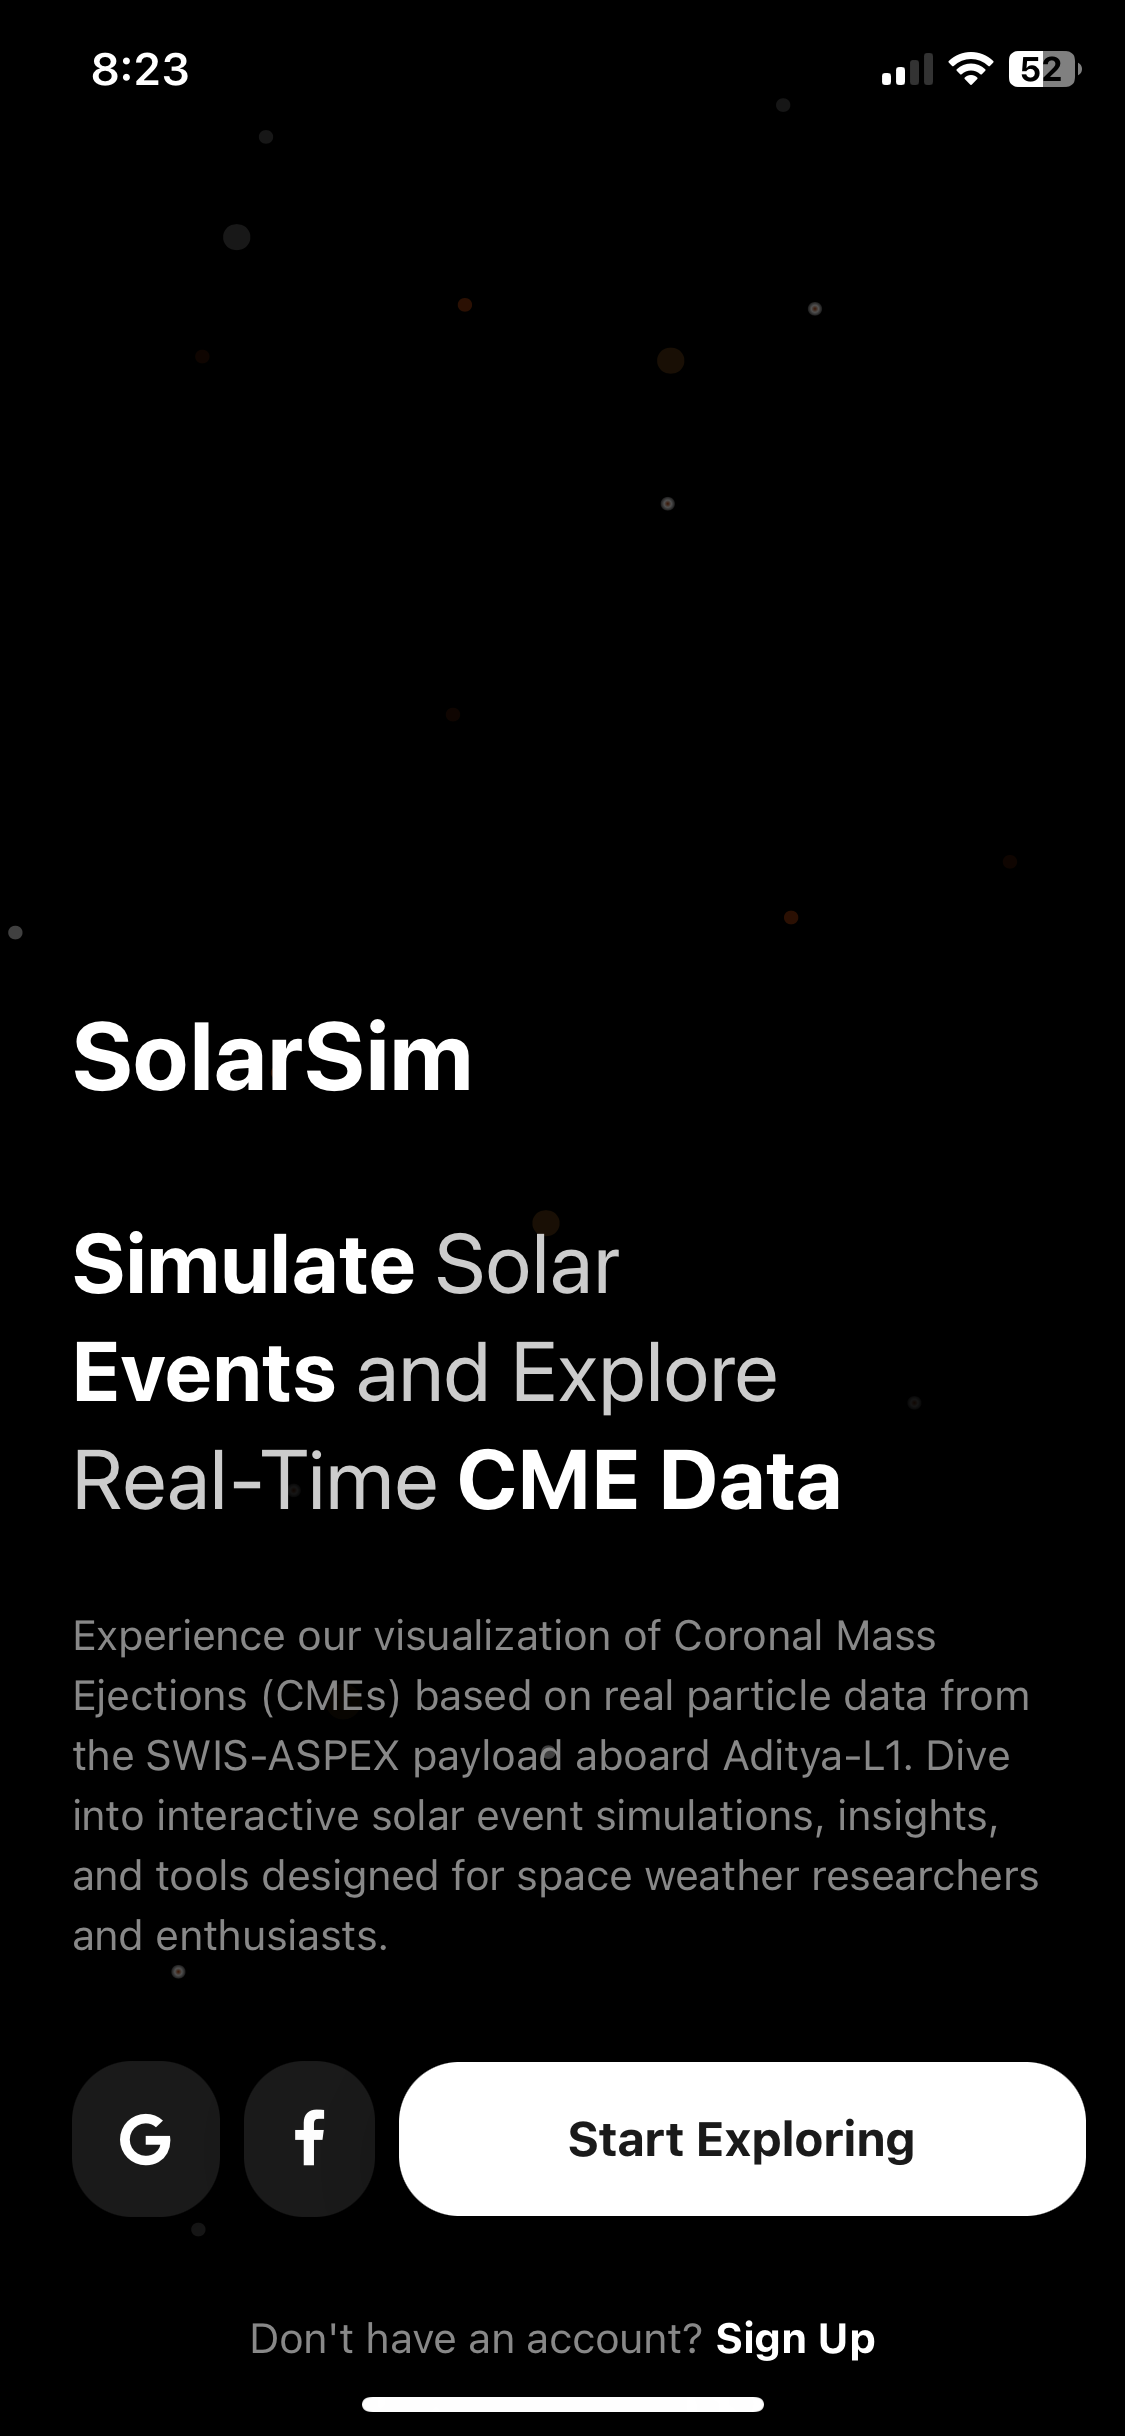 8:23
52
SolarSim
Simulate Solar
Events and Explore
Real-Time CME Data
Experience our visualization of Coronal Mass
Ejections (CMEs) based on real particle data from
the SWIS-ASPEX payload aboard Aditya-L1. Dive
into interactive solar event simulations, insights,
and tools designed for space weather researchers
and enthusiasts.
G f Start Exploring
Don't have an account? Sign Up